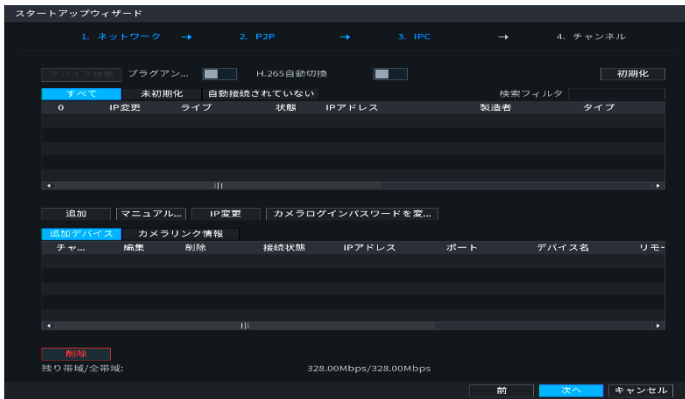 スタートアップウィザード
1. ネットワーク → 2. P2P → 3. IPC → 4. チャンネル
デバイス検索 プラグアン... H.265自動切換 初期化
すべて 未初期化 自動接続されていない 検索フィルタ
0 IP変更 ライブ 状態 IPアドレス 製造者 タイプ
追加 マニュアル... IP変更 カメラログインパスワードを変...
追加デバイス カメラリンク情報
チャ... 編集 削除 接続状態 IPアドレス ポート デバイス名 リモー
削除
残り帯域/全帯域: 328.00Mbps/328.00Mbps
前 次へ キャンセル